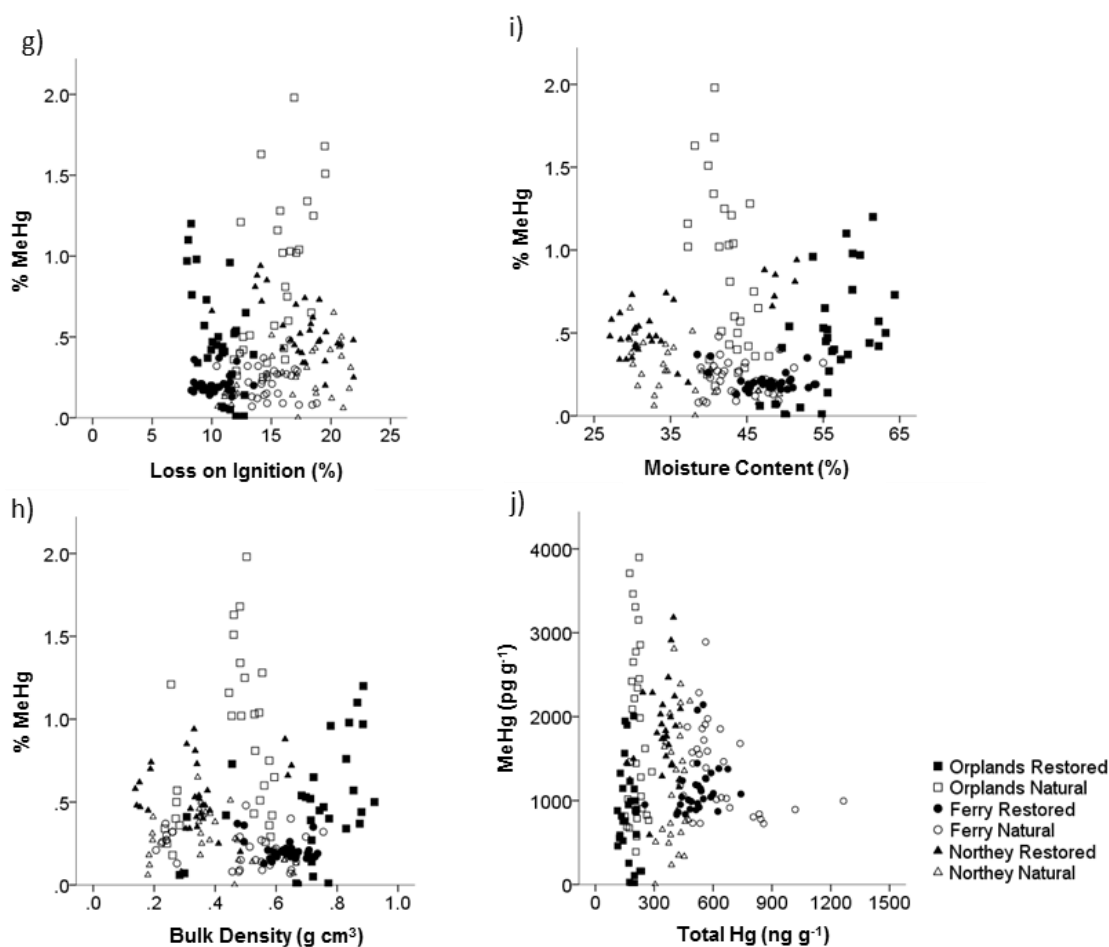 g)
2.0
1.5
1.0
.5
.0
% MeHg
0 5 10 15 20 25
Loss on Ignition (%)
i)
2.0
1.5
1.0
.5
.0
% MeHg
25 35 45 55 65
Moisture Content (%)
h)
2.0
1.5
1.0
.5
.0
% MeHg
.0 .2 .4 .6 .8 1.0
Bulk Density (g cm³)
j)
4000
3000
2000
1000
0
MeHg (pg g⁻¹)
0 300 600 900 1200 1500
Total Hg (ng g⁻¹)
Orplands Restored
Orplands Natural
Ferry Restored
Ferry Natural
Northey Restored
Northey Natural